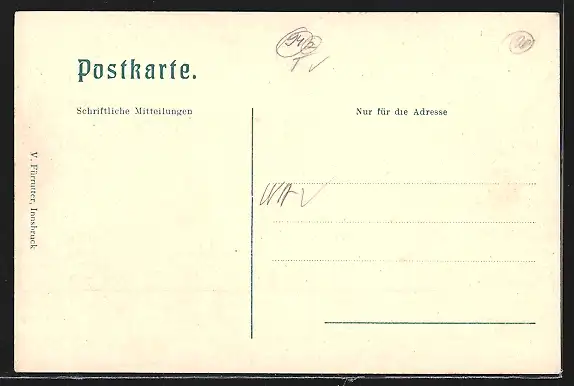 Postkarte.
Schriftliche Mitteilungen
Nur für die Adresse
V. Fürrutter, Innsbruck